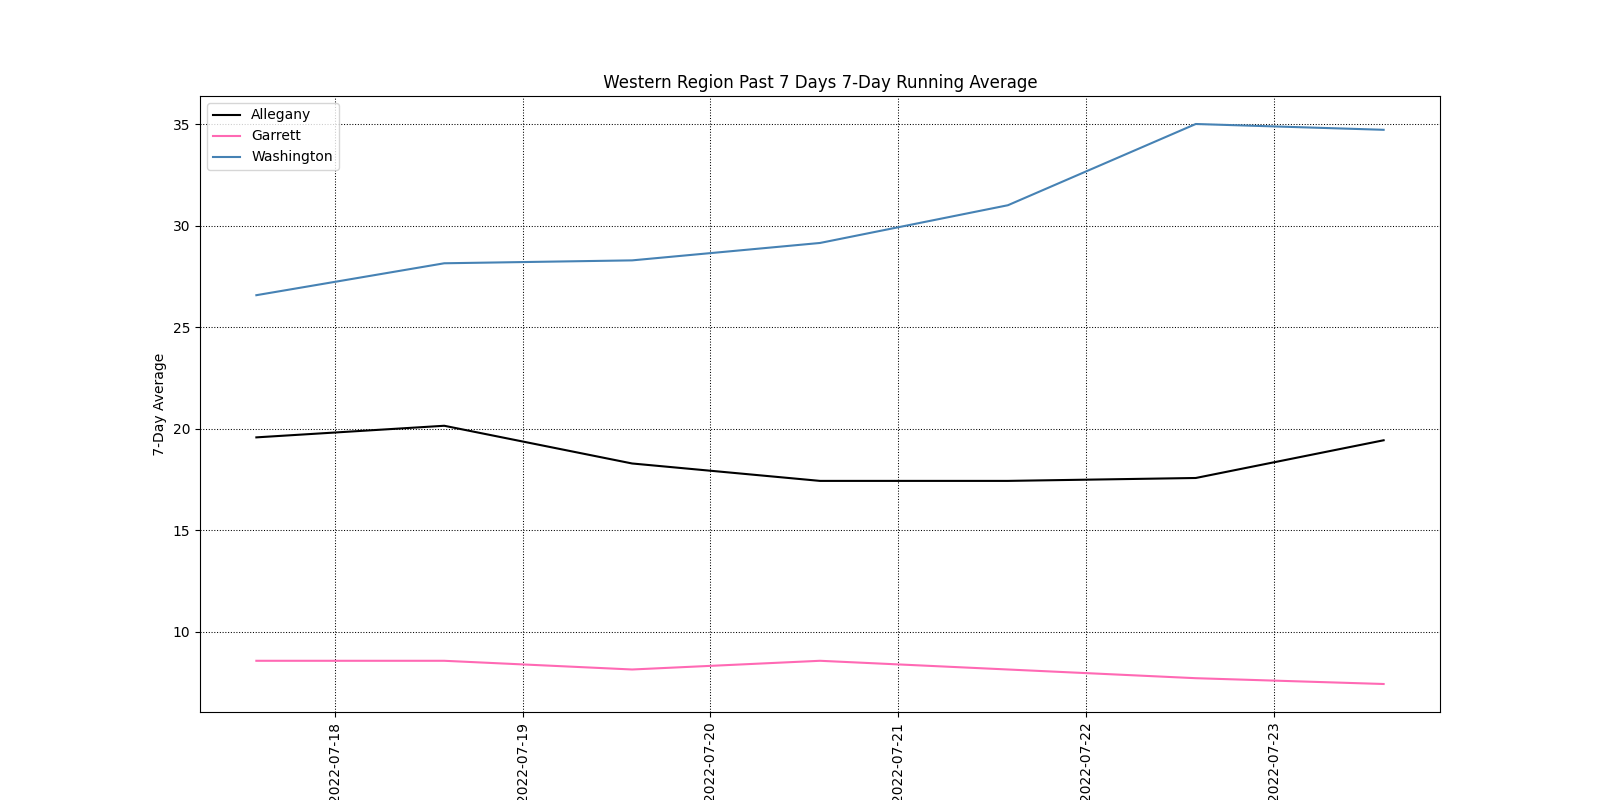 Western Region Past 7 Days 7-Day Running Average
Allegany
Garrett
Washington
35
30
25
20
15
10
7-Day Average
2022-07-18
2022-07-19
2022-07-20
2022-07-21
2022-07-22
2022-07-23